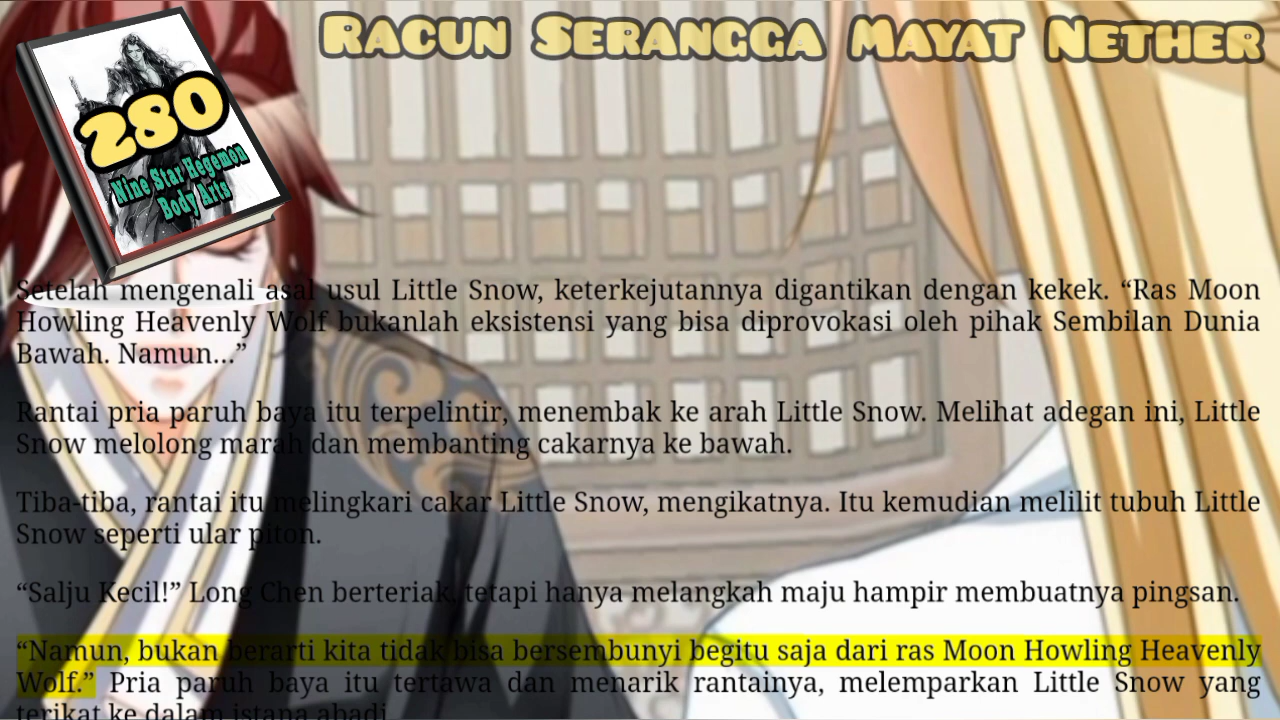 RACUN SERANGGA MAYAT NETHER
280
Nine Star Hegemon
Body Arts
Setelah mengenali asal usul Little Snow, keterkejutannya digantikan dengan kekek. “Ras Moon
Howling Heavenly Wolf bukanlah eksistensi yang bisa diprovokasi oleh pihak Sembilan Dunia
Bawah. Namun...”
Rantai pria paruh baya itu terpelintir, menembak ke arah Little Snow. Melihat adegan ini, Little
Snow melolong marah dan membanting cakarnya ke bawah.
Tiba-tiba, rantai itu melingkari cakar Little Snow, mengikatnya. Itu kemudian melilit tubuh Little
Snow seperti ular piton.
“Salju Kecil!” Long Chen berteriak, tetapi hanya melangkah maju hampir membuatnya pingsan.
“Namun, bukan berarti kita tidak bisa bersembunyi begitu saja dari ras Moon Howling Heavenly
Wolf.” Pria paruh baya itu tertawa dan menarik rantainya, melemparkan Little Snow yang
terikat ke dalam istana abadi.